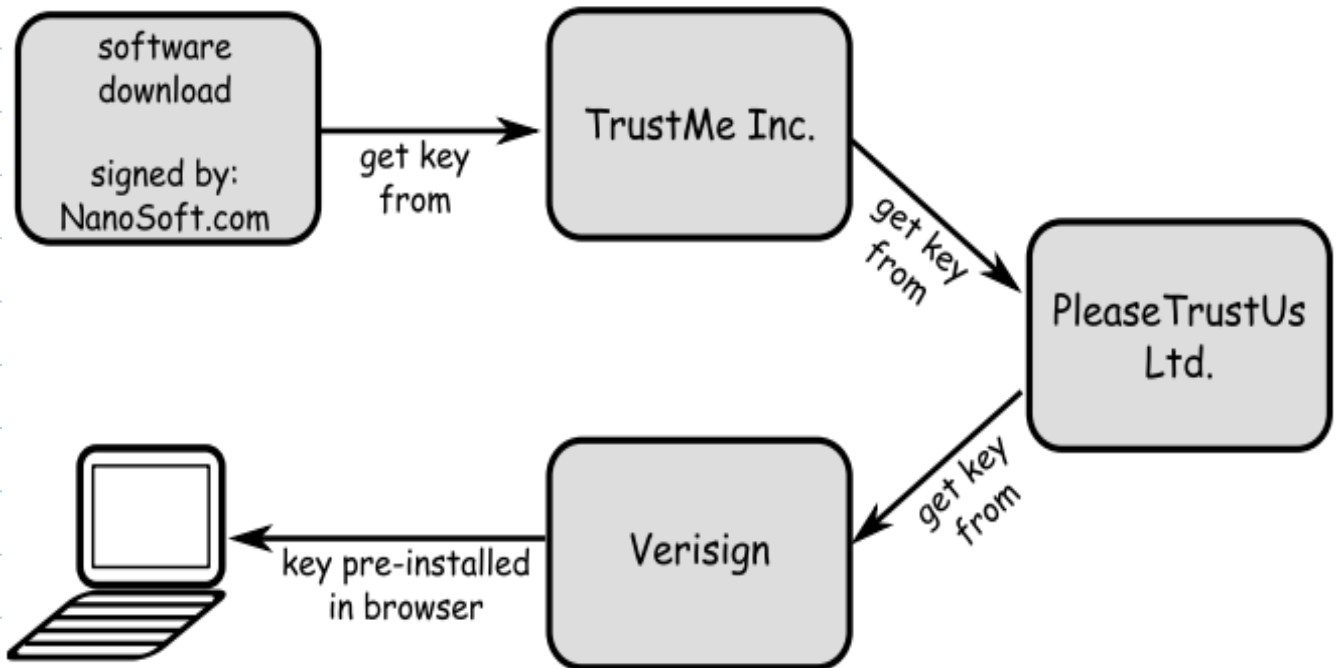 software
download
signed by:
NanoSoft.com
get key
from
TrustMe Inc.
get key
from
PleaseTrustUs
Ltd.
get key
from
Verisign
key pre-installed
in browser